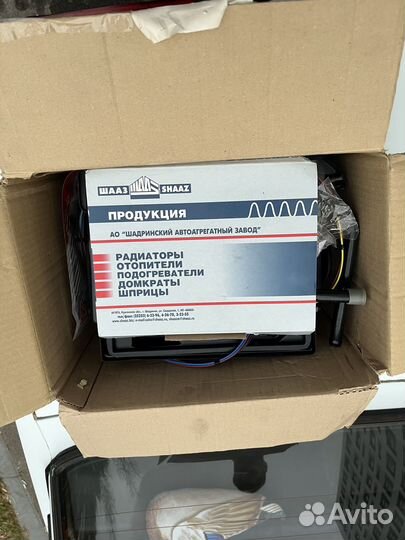 ШААЗ SHAAZ
ПРОДУКЦИЯ
АО "ШАДРИНСКИЙ АВТОАГРЕГАТНЫЙ ЗАВОД"
РАДИАТОРЫ
ОТОПИТЕЛИ
ПОДОГРЕВАТЕЛИ
ДОМКРАТЫ
ШПРИЦЫ
Avito